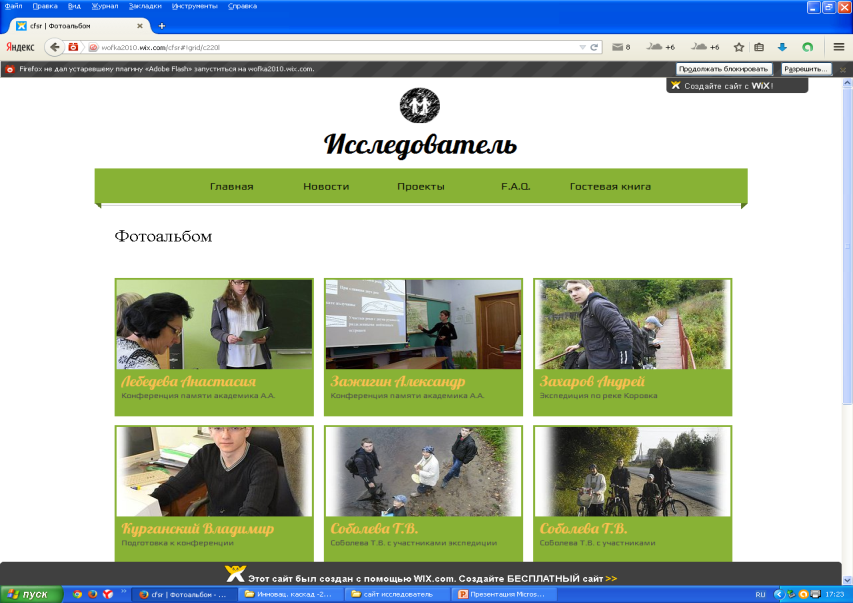 Файл Правка Вид Журнал Закладки Инструменты Справка
cfsr | Фотоальбом
Яндекс wofka2010.wix.com/cfsr#!grid/c220l 8 +6 +6
Firefox не дал устаревшему плагину «Adobe Flash» запуститься на wofka2010.wix.com. Продолжать блокировать Разрешить...
Создайте сайт с WiX!
Исследователь
Главная Новости Проекты F.A.Q. Гостевая книга
Фотоальбом
Лебедева Анастасия
Конференция памяти академика А.А.
Зажигин Александр
Конференция памяти академика А.А.
Захаров Андрей
Экспедиция по реке Коровка
Курганский Владимир
Подготовка к конференции
Соболева Т.В.
Соболева Т.В. с участниками экспедиции
Соболева Т.В.
Соболева Т.В. с участниками
Этот сайт был создан с помощью WIX.com. Создайте БЕСПЛАТНЫЙ сайт >>
пуск cfsr | Фотоальбом - ... Инновац. каскад -2... сайт исследователь Презентация Micros... RU 17:23